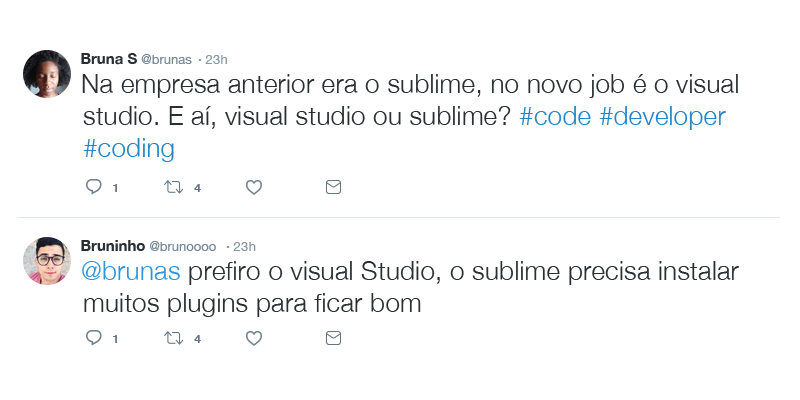 Bruna S @brunas · 23h
Na empresa anterior era o sublime, no novo job é o visual
studio. E aí, visual studio ou sublime? #code #developer
#coding
1 4
Bruninho @brunoooo · 23h
@brunas prefiro o visual Studio, o sublime precisa instalar
muitos plugins para ficar bom
1 4